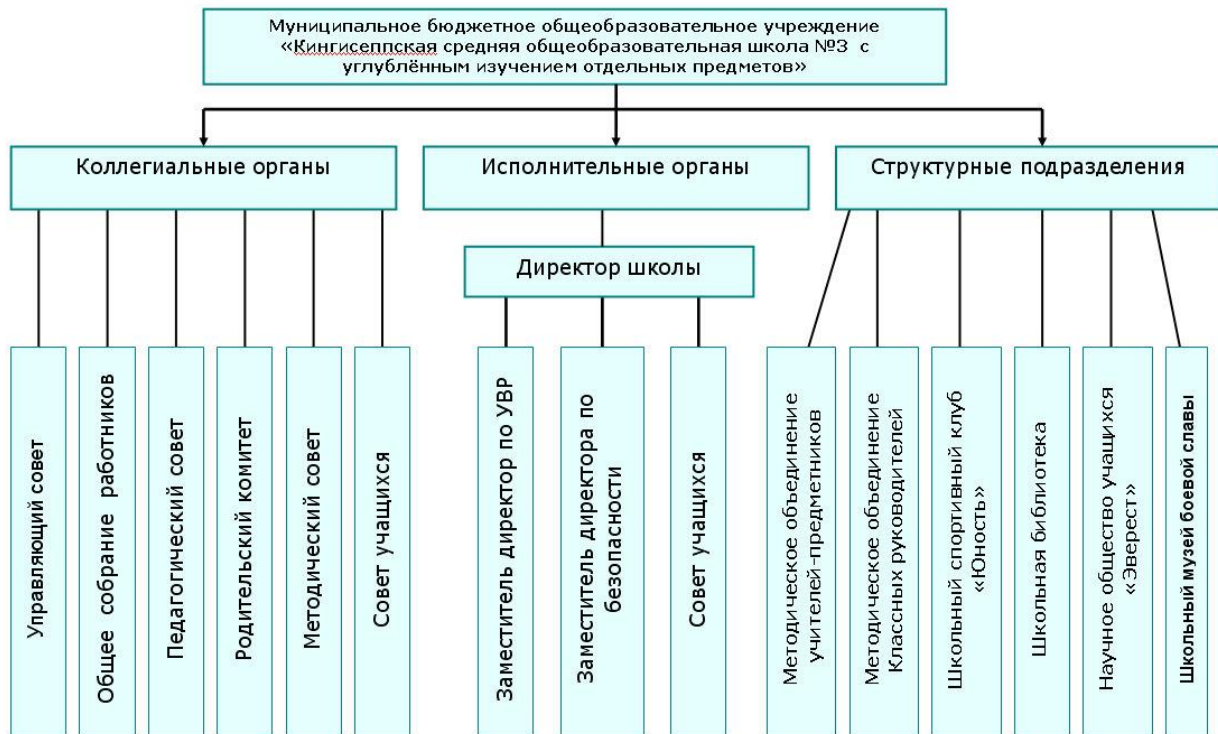 Муниципальное бюджетное общеобразовательное учреждение
«Кингисеппская средняя общеобразовательная школа №3 с
углублённым изучением отдельных предметов»
Коллегиальные органы
Исполнительные органы
Структурные подразделения
Директор школы
Управляющий совет
Общее собрание работников
Педагогический совет
Родительский комитет
Методический совет
Совет учащихся
Заместитель директор по УВР
Заместитель директора по
безопасности
Совет учащихся
Методическое объединение
учителей-предметников
Методическое объединение
Классных руководителей
Школьный спортивный клуб
«Юность»
Школьная библиотека
Научное общество учащихся
«Эверест»
Школьный музей боевой славы